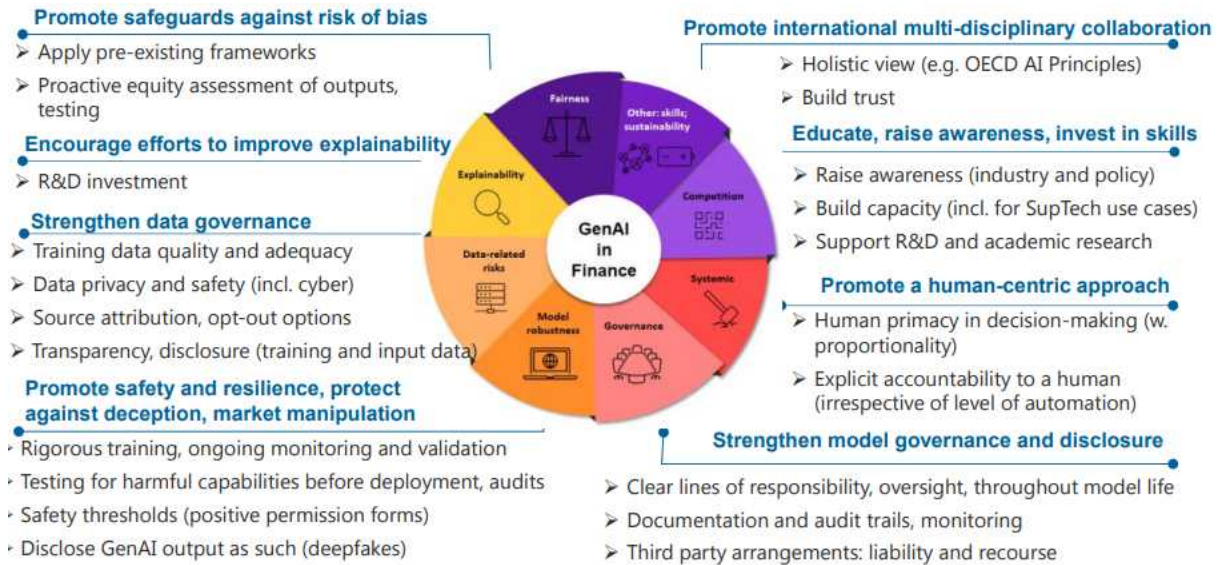 Promote safeguards against risk of bias
➢ Apply pre-existing frameworks
➢ Proactive equity assessment of outputs,
testing
Encourage efforts to improve explainability
➢ R&D investment
Strengthen data governance
➢ Training data quality and adequacy
➢ Data privacy and safety (incl. cyber)
➢ Source attribution, opt-out options
➢ Transparency, disclosure (training and input data)
Promote safety and resilience, protect
against deception, market manipulation
➢ Rigorous training, ongoing monitoring and validation
➢ Testing for harmful capabilities before deployment, audits
➢ Safety thresholds (positive permission forms)
➢ Disclose GenAI output as such (deepfakes)
Fairness
Other: skills;
sustainability
Explainability
Competition
GenAI
in
Finance
Data-related
risks
Systemic
Model
robustness
Governance
Promote international multi-disciplinary collaboration
➢ Holistic view (e.g. OECD AI Principles)
➢ Build trust
Educate, raise awareness, invest in skills
➢ Raise awareness (industry and policy)
➢ Build capacity (incl. for SupTech use cases)
➢ Support R&D and academic research
Promote a human-centric approach
➢ Human primacy in decision-making (w.
proportionality)
➢ Explicit accountability to a human
(irrespective of level of automation)
Strengthen model governance and disclosure
➢ Clear lines of responsibility, oversight, throughout model life
➢ Documentation and audit trails, monitoring
➢ Third party arrangements: liability and recourse